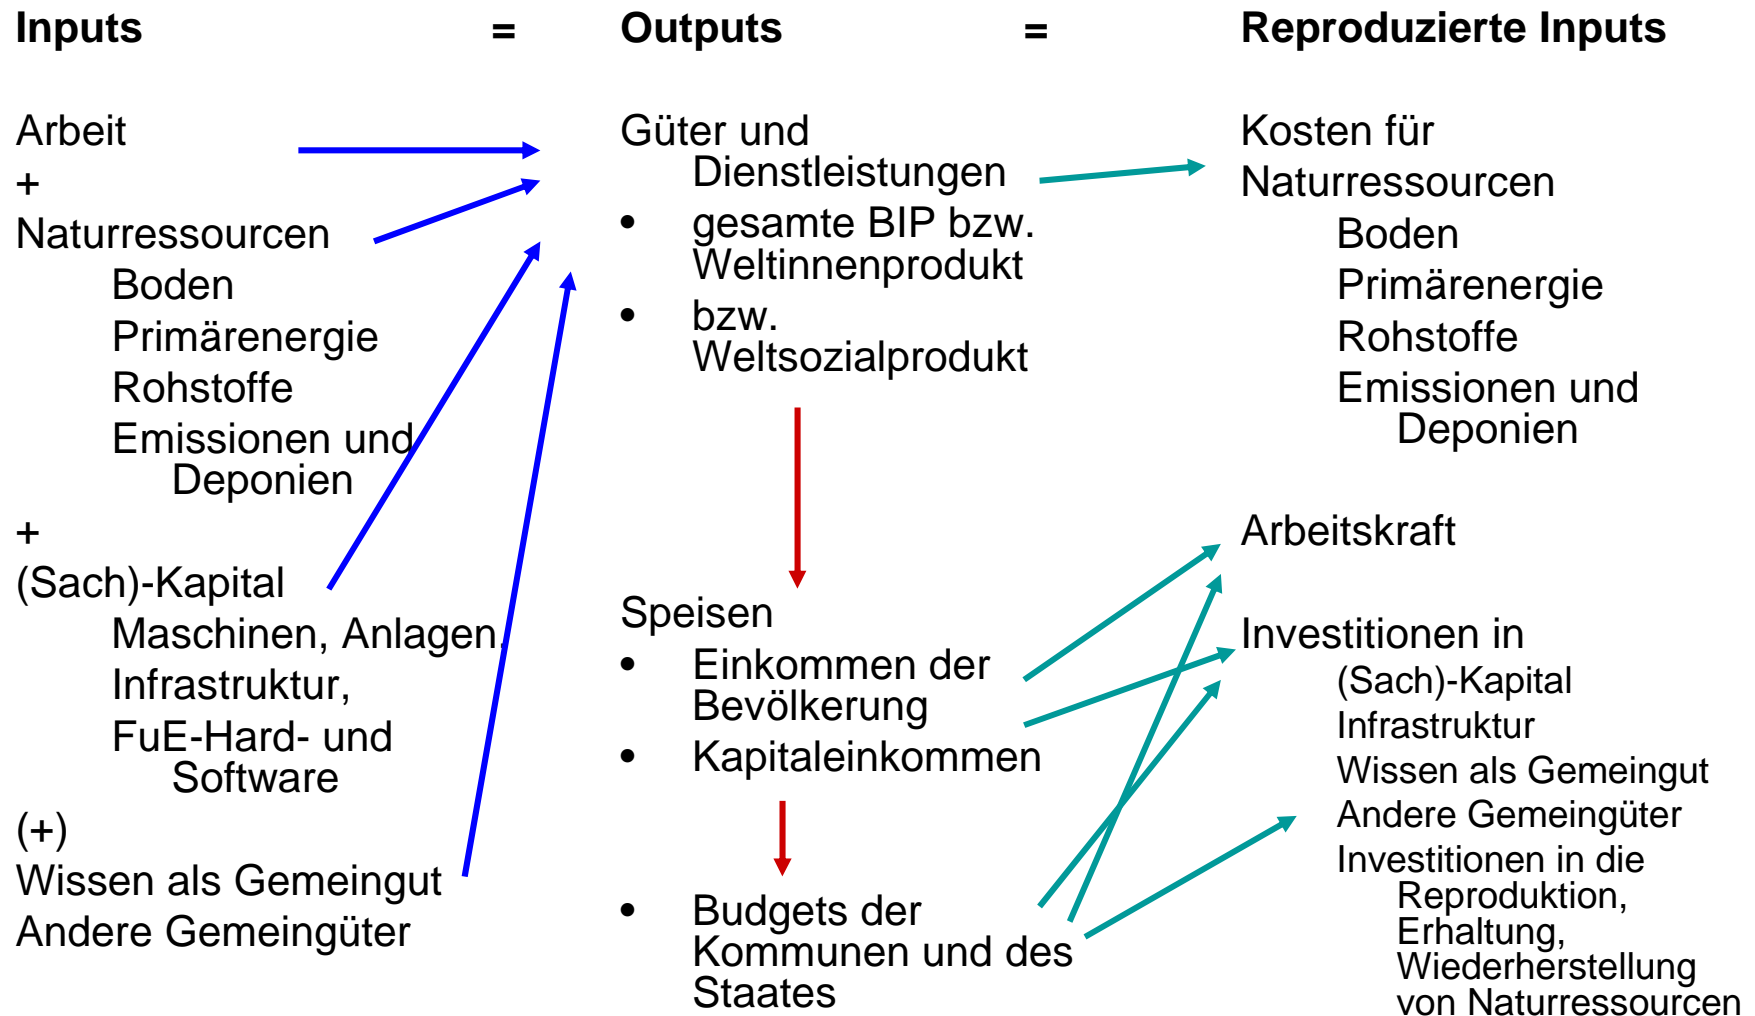 Inputs = Outputs = Reproduzierte Inputs
Arbeit
+
Naturressourcen
Boden
Primärenergie
Rohstoffe
Emissionen und
Deponien
+
(Sach)-Kapital
Maschinen, Anlagen,
Infrastruktur,
FuE-Hard- und
Software
(+)
Wissen als Gemeingut
Andere Gemeingüter
Güter und
Dienstleistungen
• gesamte BIP bzw.
Weltinnenprodukt
• bzw.
Weltsozialprodukt
Speisen
• Einkommen der
Bevölkerung
• Kapitaleinkommen
• Budgets der
Kommunen und des
Staates
Kosten für
Naturressourcen
Boden
Primärenergie
Rohstoffe
Emissionen und
Deponien
Arbeitskraft
Investitionen in
(Sach)-Kapital
Infrastruktur
Wissen als Gemeingut
Andere Gemeingüter
Investitionen in die
Reproduktion,
Erhaltung,
Wiederherstellung
von Naturressourcen